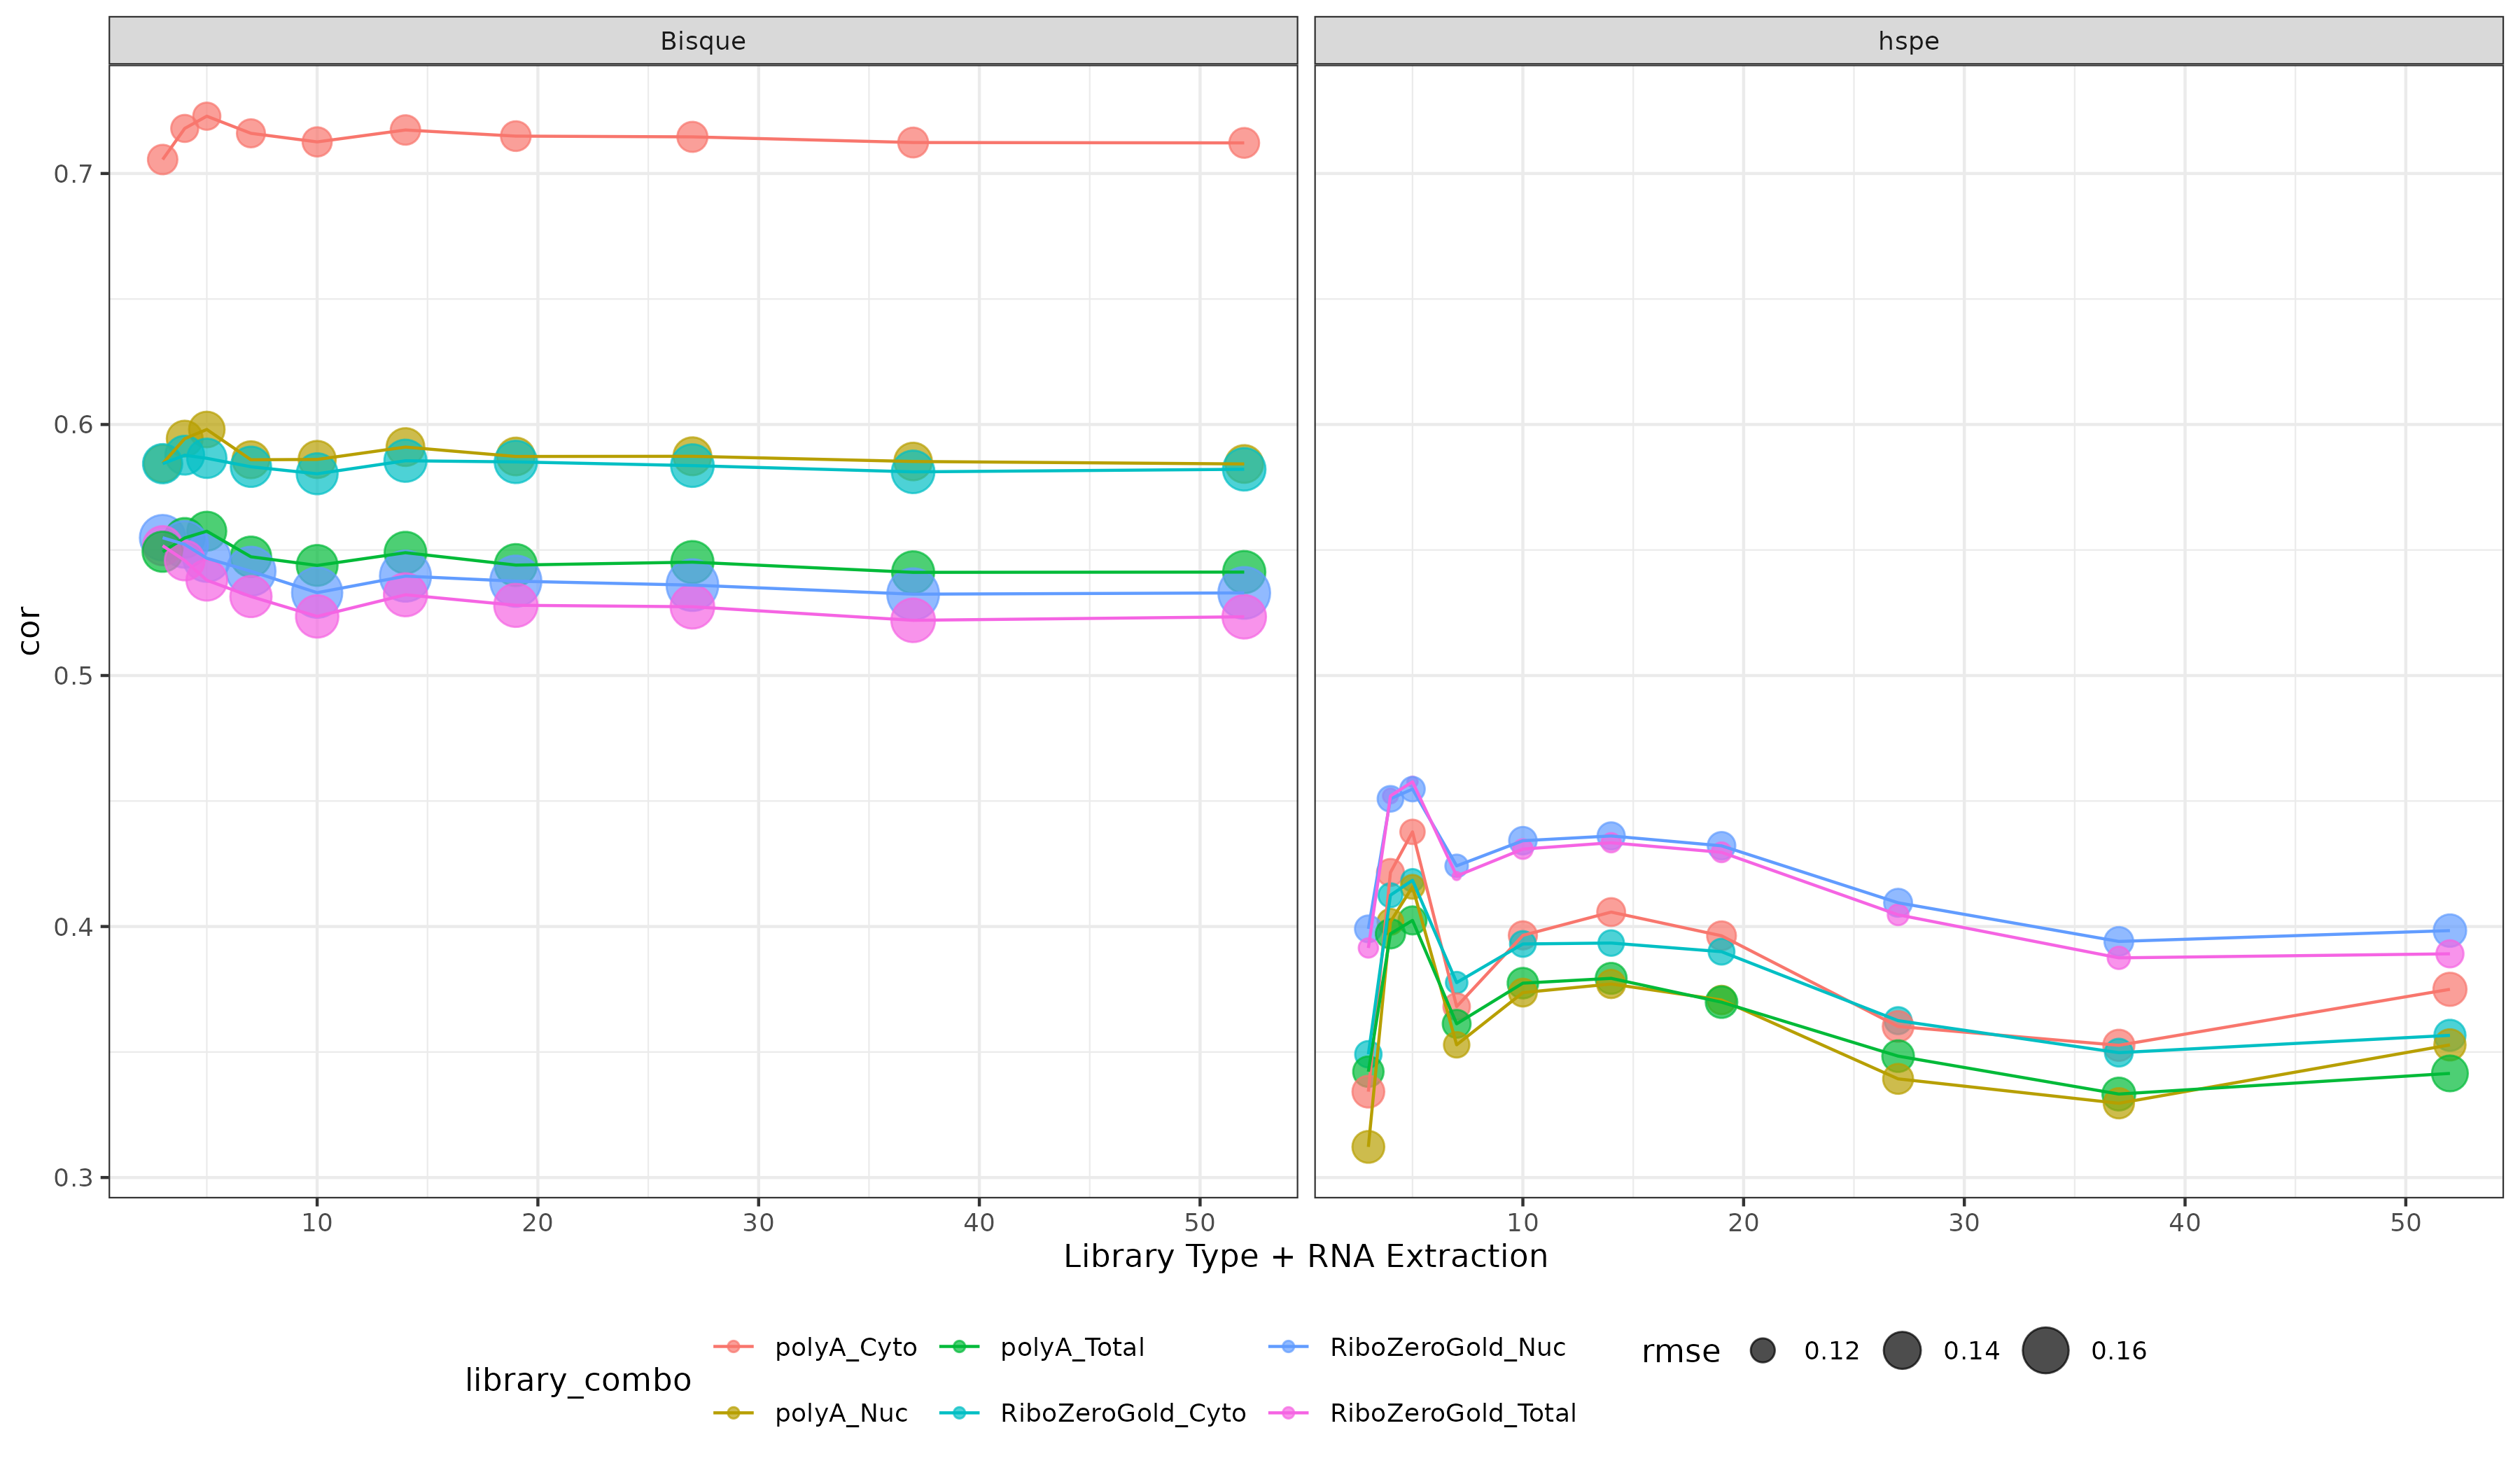 Bisque
hspe
cor
0.7
0.6
0.5
0.4
0.3
10 20 30 40 50
10 20 30 40 50
Library Type + RNA Extraction
library_combo
polyA_Cyto polyA_Total RiboZeroGold_Nuc
polyA_Nuc RiboZeroGold_Cyto RiboZeroGold_Total
rmse 0.12 0.14 0.16